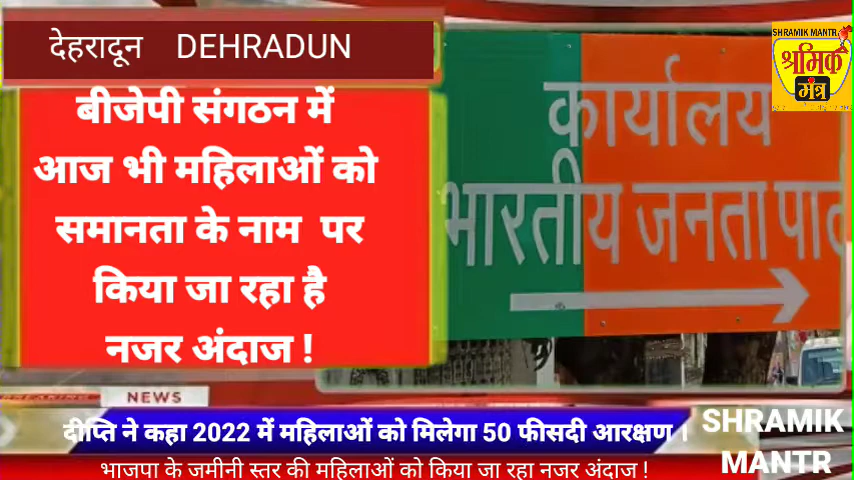 देहरादून DEHRADUN
SHRAMIK MANTR
श्रमिक
मंत्र
बीजेपी संगठन में
आज भी महिलाओं को
समानता के नाम पर
किया जा रहा है
नजर अंदाज !
कार्यालय
भारतीय जनता पार्ट
NEWS
दीप्ति ने कहा 2022 में महिलाओं को मिलेगा 50 फीसदी आरक्षण ।
SHRAMIK
MANTR
भाजपा के जमीनी स्तर की महिलाओं को किया जा रहा नजर अंदाज !